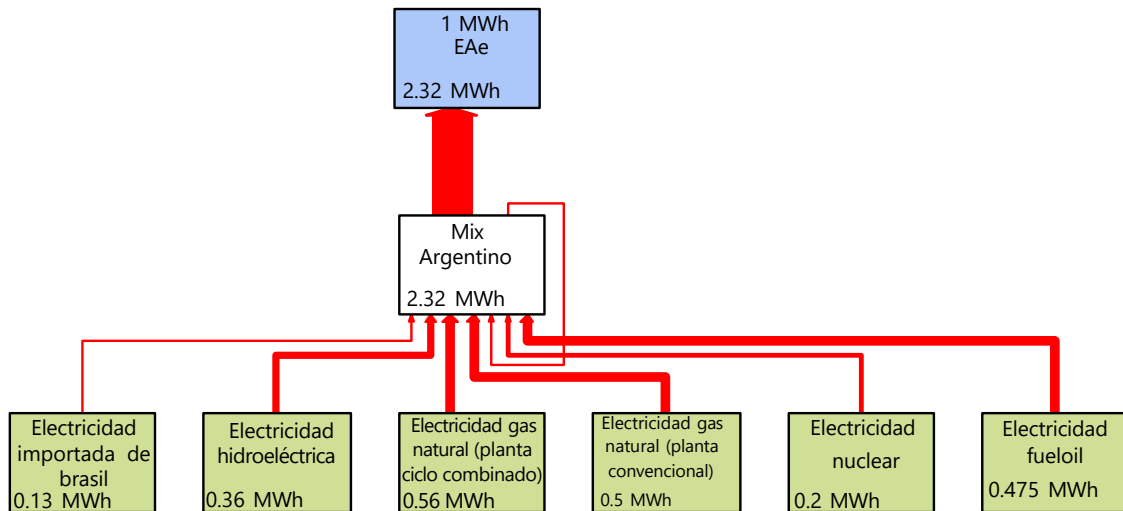 1 MWh
EAe
2.32 MWh
Mix
Argentino
2.32 MWh
Electricidad
importada de
brasil
0.13 MWh
Electricidad
hidroeléctrica
0.36 MWh
Electricidad gas
natural (planta
ciclo combinado)
0.56 MWh
Electricidad gas
natural (planta
convencional)
0.5 MWh
Electricidad
nuclear
0.2 MWh
Electricidad
fueloil
0.475 MWh